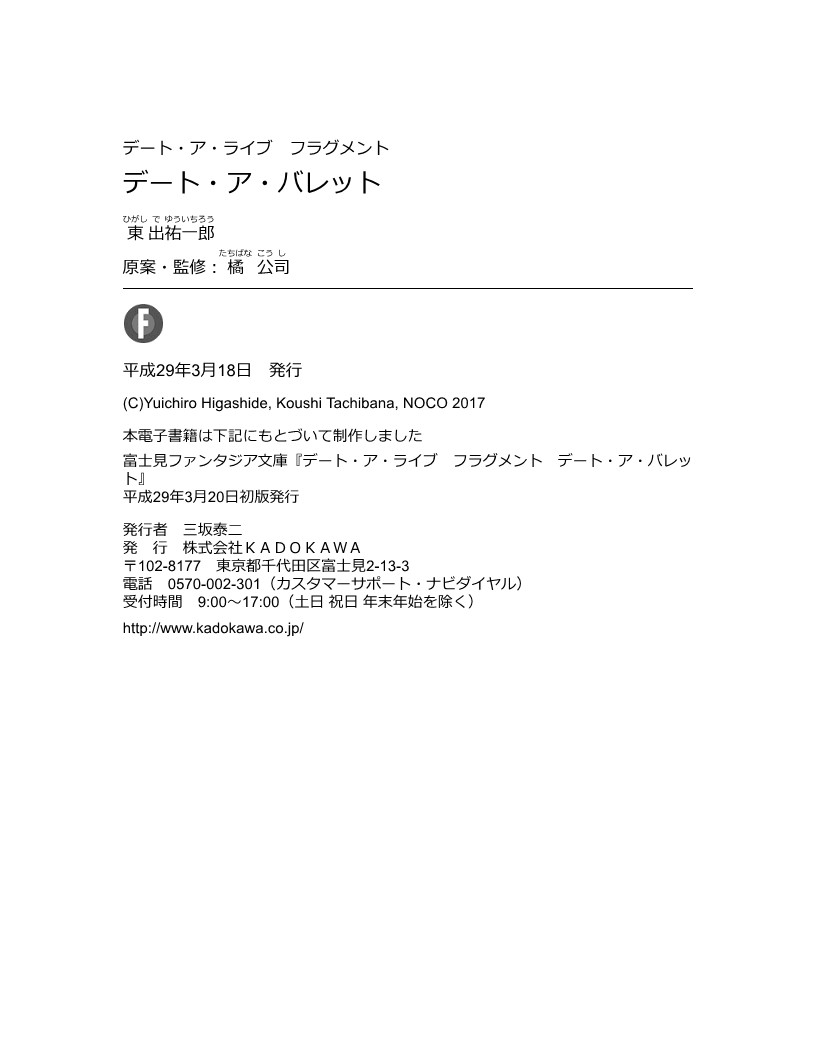 デート・ア・ライブ　フラグメント
デート・ア・バレット
ひがし で ゆういちろう
東 出祐一郎
たちばな こう し
原案・監修：橘 公司
F
平成29年3月18日　発行
(C)Yuichiro Higashide, Koushi Tachibana, NOCO 2017
本電子書籍は下記にもとづいて制作しました
富士見ファンタジア文庫『デート・ア・ライブ　フラグメント　デート・ア・バレッ
ト』
平成29年3月20日初版発行
発行者　三坂泰二
発　行　株式会社ＫＡＤＯＫＡＷＡ
〒102-8177　東京都千代田区富士見2-13-3
電話　0570-002-301（カスタマーサポート・ナビダイヤル）
受付時間　9:00～17:00（土日 祝日 年末年始を除く）
http://www.kadokawa.co.jp/